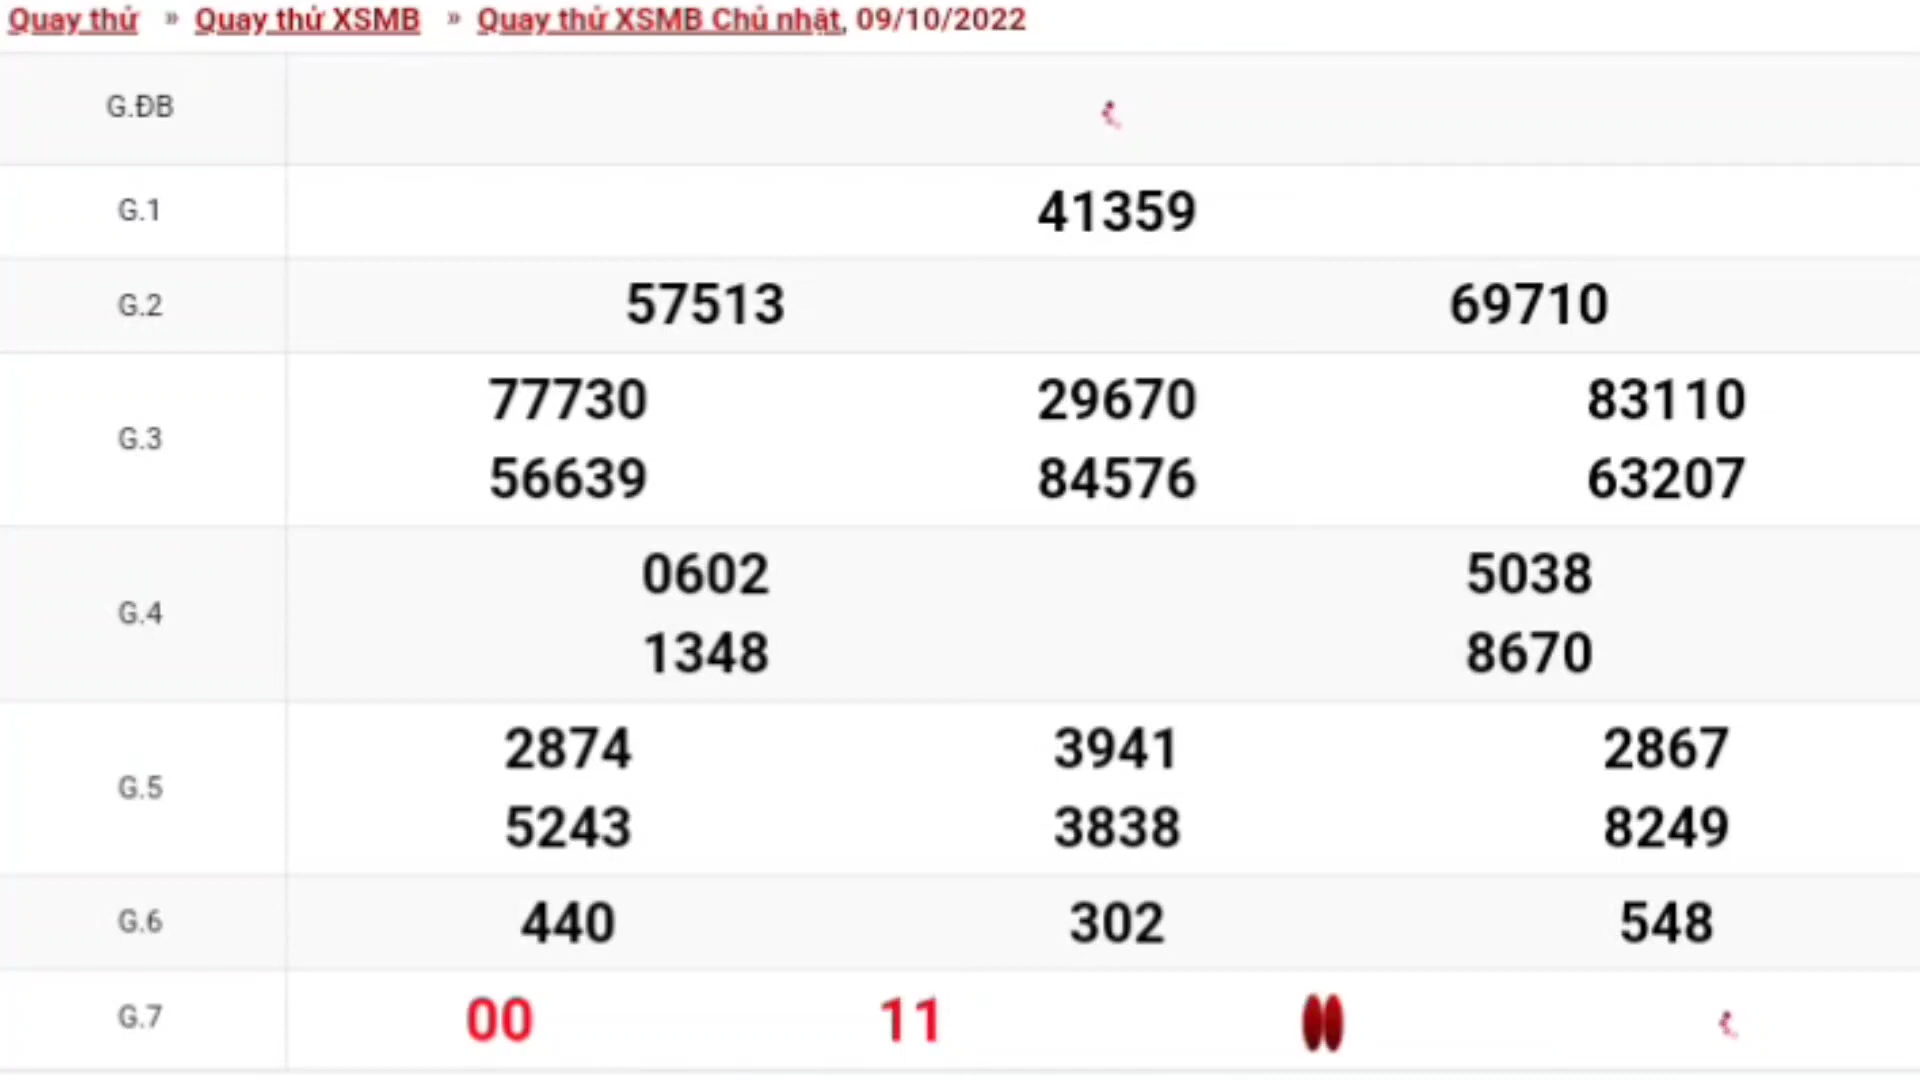 Quay thử » Quay thử XSMB » Quay thử XSMB Chủ nhật, 09/10/2022
G.ĐB
G.1 41359
G.2 57513 69710
G.3 77730 29670 83110
56639 84576 63207
G.4 0602 5038
1348 8670
G.5 2874 3941 2867
5243 3838 8249
G.6 440 302 548
G.7 00 11